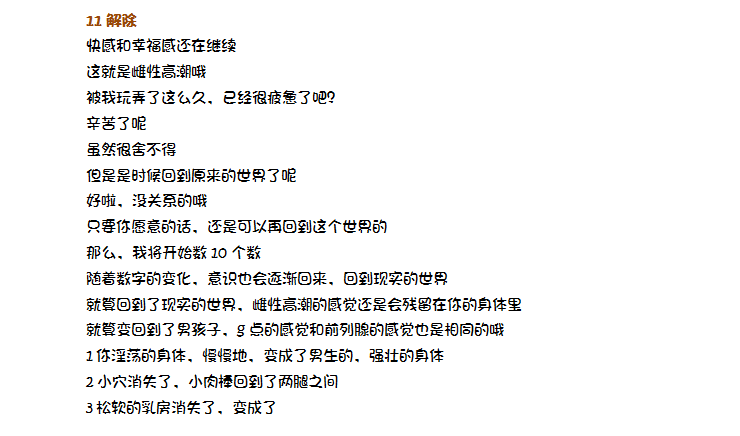 11 解除
快感和幸福感还在继续
这就是雌性高潮哦
被我玩弄了这么久，已经很疲惫了吧？
辛苦了呢
虽然很舍不得
但是是时候回到原来的世界了呢
好啦，没关系的哦
只要你愿意的话，还是可以再回到这个世界的
那么，我将开始数 10 个数
随着数字的变化，意识也会逐渐回来，回到现实的世界
就算回到了现实的世界，雌性高潮的感觉还是会残留在你的身体里
就算变回到了男孩子，g 点的感觉和前列腺的感觉也是相同的哦
1 你淫荡的身体，慢慢地，变成了男生的，强壮的身体
2 小穴消失了，小肉棒回到了两腿之间
3 松软的乳房消失了，变成了